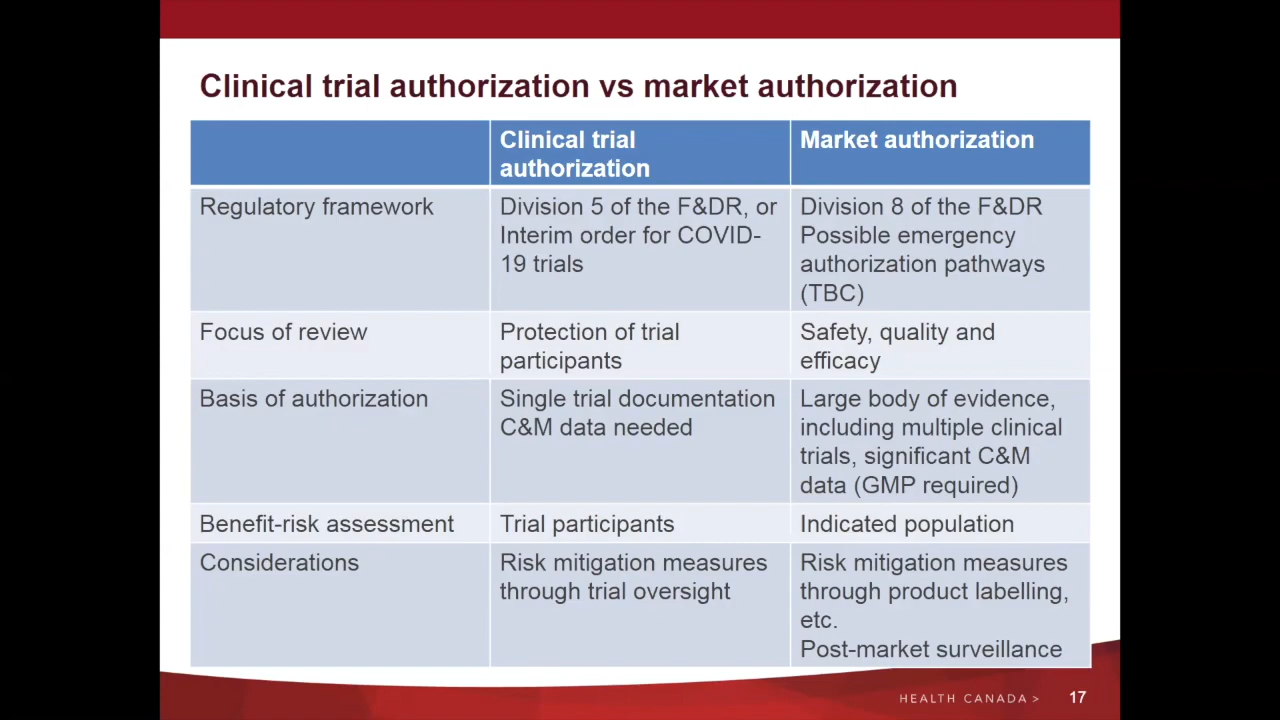 Clinical trial authorization vs market authorization
Clinical trial
authorization
Market authorization
Regulatory framework
Division 5 of the F&DR, or
Interim order for COVID-
19 trials
Division 8 of the F&DR
Possible emergency
authorization pathways
(TBC)
Focus of review
Protection of trial
participants
Safety, quality and
efficacy
Basis of authorization
Single trial documentation
C&M data needed
Large body of evidence,
including multiple clinical
trials, significant C&M
data (GMP required)
Benefit-risk assessment
Trial participants
Indicated population
Considerations
Risk mitigation measures
through trial oversight
Risk mitigation measures
through product labelling,
etc.
Post-market surveillance
HEALTH CANADA >
17